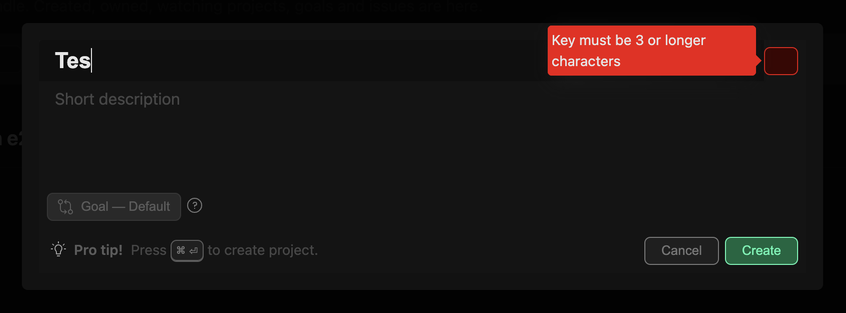 Tes
Key must be 3 or longer
characters
Short description
Goal — Default
?
Pro tip! Press ⌘ ⏎ to create project.
Cancel
Create